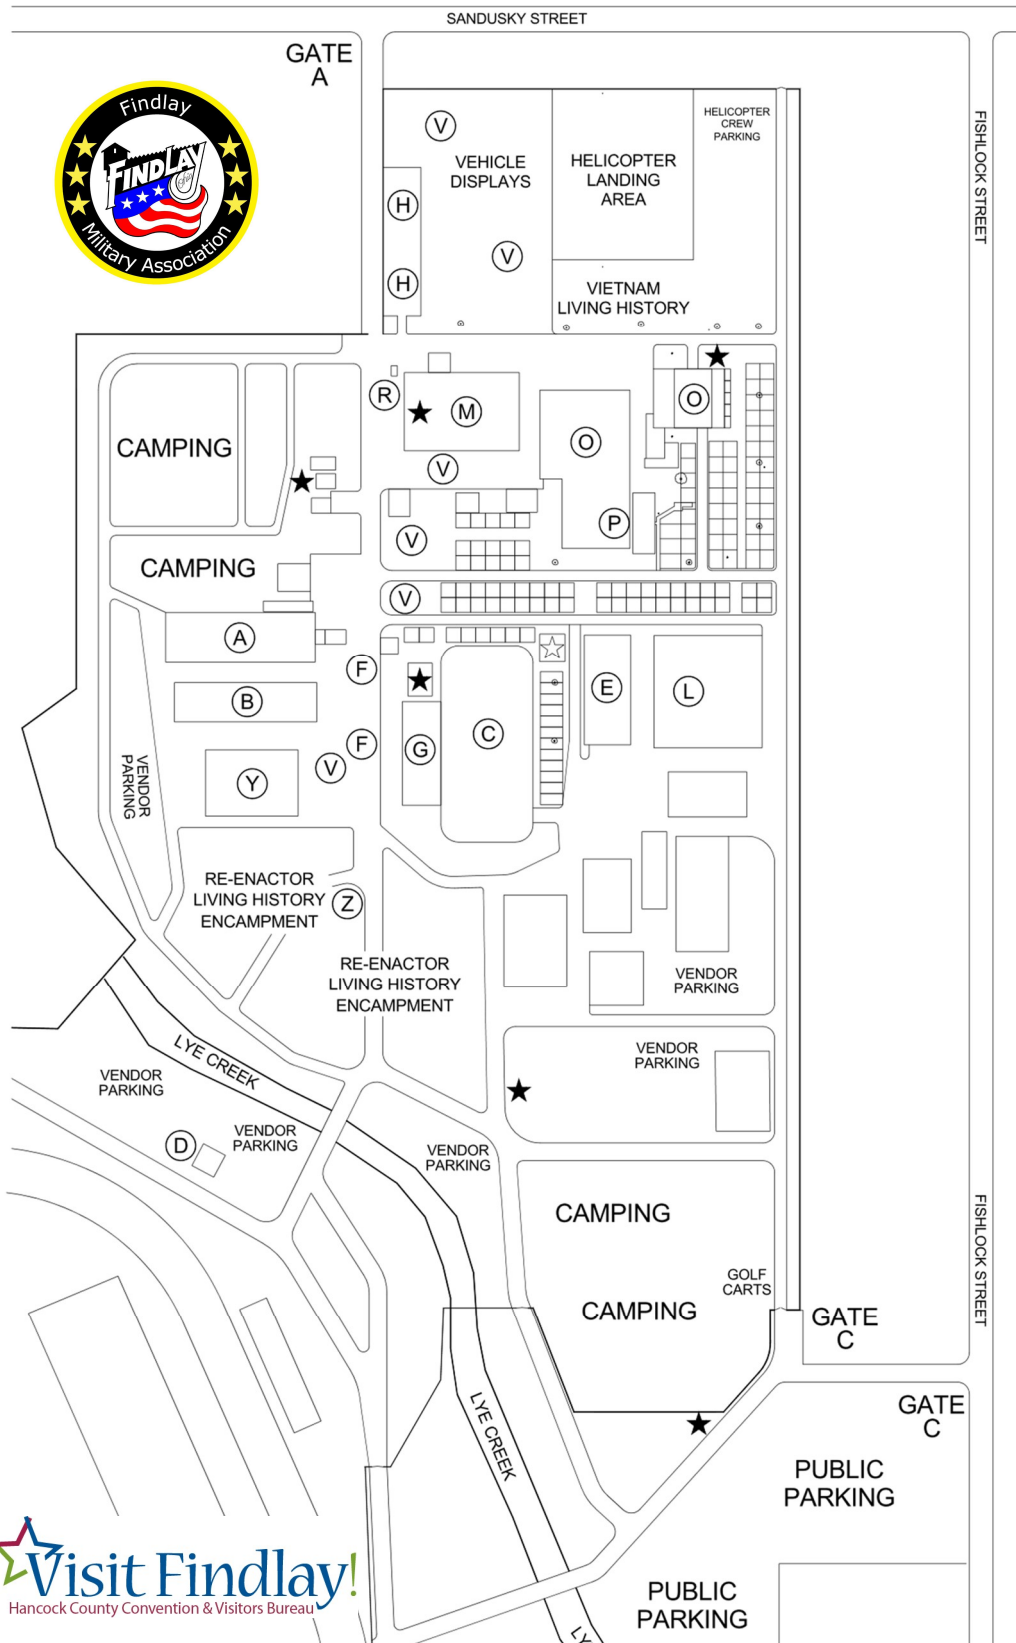 SANDUSKY STREET
GATE
A
Findlay
FINDLAY
Military Association
V
VEHICLE
DISPLAYS
HELICOPTER
LANDING
AREA
HELICOPTER
CREW
PARKING
FISHLOCK STREET
H
V
H
VIETNAM
LIVING HISTORY
R
M
O
O
CAMPING
V
P
V
CAMPING
V
A
F
B
E
L
C
F
G
V
Y
VENDOR
PARKING
RE-ENACTOR
LIVING HISTORY
ENCAMPMENT
Z
RE-ENACTOR
LIVING HISTORY
ENCAMPMENT
VENDOR
PARKING
LYE CREEK
VENDOR
PARKING
VENDOR
PARKING
D
VENDOR
PARKING
VENDOR
PARKING
CAMPING
FISHLOCK STREET
GOLF
CARTS
CAMPING
GATE
C
GATE
C
LYE CREEK
PUBLIC
PARKING
Visit Findlay!
Hancock County Convention & Visitors Bureau
PUBLIC
PARKING
LY